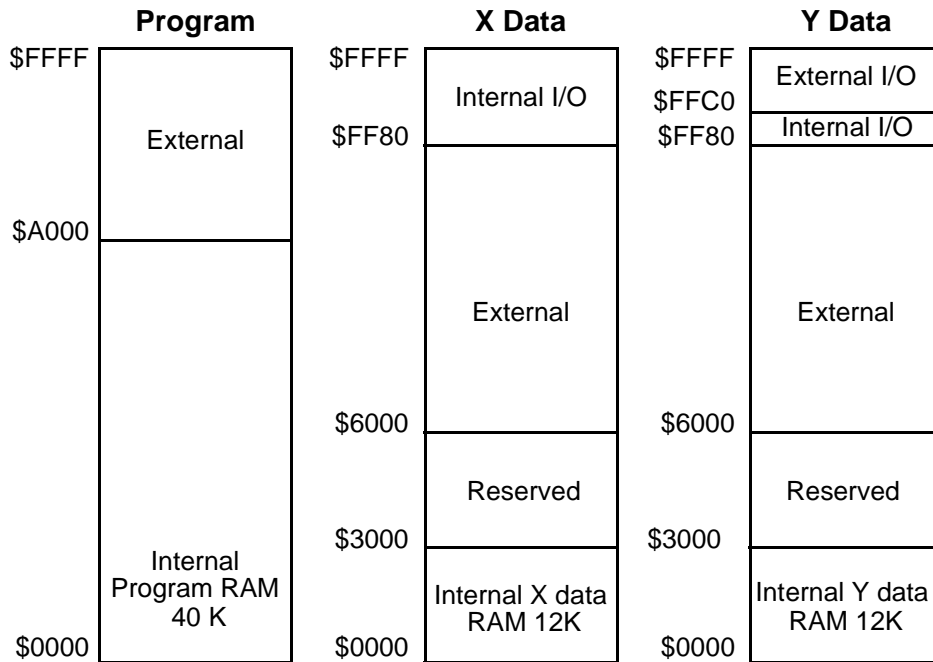 Program
$FFFF
External
$A000
Internal
Program RAM
40 K
$0000
X Data
$FFFF
Internal I/O
$FF80
External
$6000
Reserved
$3000
Internal X data
RAM 12K
$0000
Y Data
$FFFF
External I/O
$FFC0
Internal I/O
$FF80
External
$6000
Reserved
$3000
Internal Y data
RAM 12K
$0000